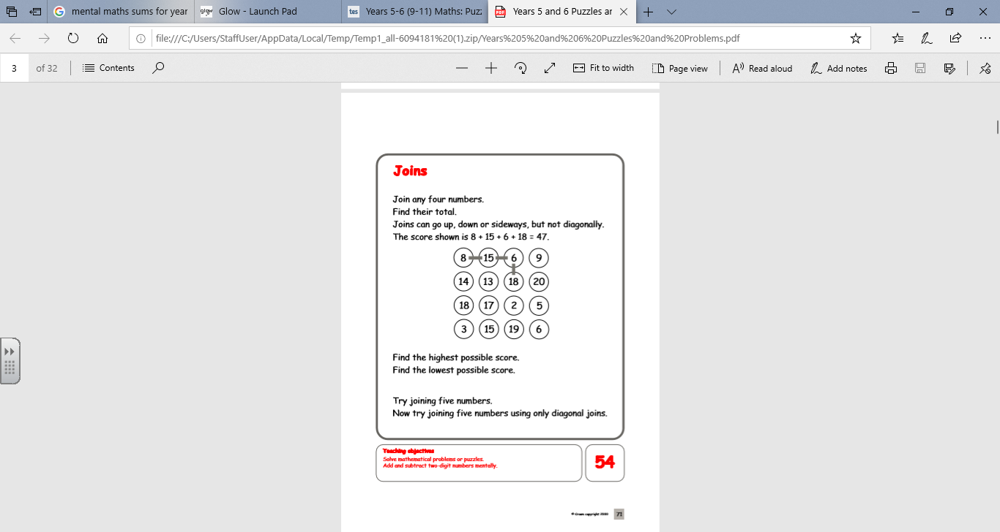 mental maths sums for year
Glow - Launch Pad
tes Years 5-6 (9-11) Maths: Puz
Years 5 and 6 Puzzles ar
file:///C:/Users/StaffUser/AppData/Local/Temp/Temp1_all-6094181%20(1).zip/Years%205%20and%206%20Puzzles%20and%20Problems.pdf
3 of 32 Contents Fit to width Page view Read aloud Add notes
Joins
Join any four numbers.
Find their total.
Joins can go up, down or sideways, but not diagonally.
The score shown is 8 + 15 + 6 + 18 = 47.
8 15 6 9
14 13 18 20
18 17 2 5
3 15 19 6
Find the highest possible score.
Find the lowest possible score.
Try joining five numbers.
Now try joining five numbers using only diagonal joins.
Teaching objectives
Solve mathematical problems or puzzles.
Add and subtract two-digit numbers mentally.
54
© Crown copyright 2000 71